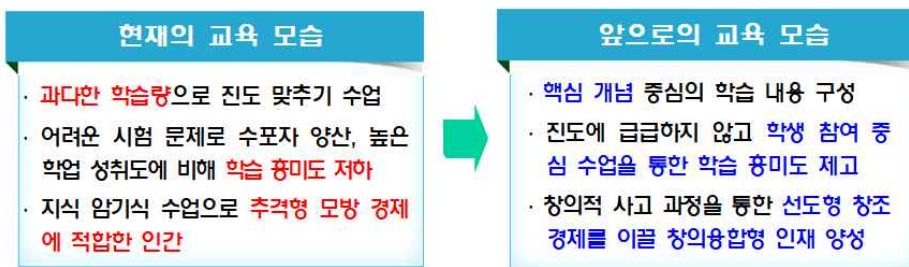 현재의 교육 모습
· 과다한 학습량으로 진도 맞추기 수업
· 어려운 시험 문제로 수포자 양산, 높은
학업 성취도에 비해 학습 흥미도 저하
· 지식 암기식 수업으로 추격형 모방 경제
에 적합한 인간
앞으로의 교육 모습
· 핵심 개념 중심의 학습 내용 구성
· 진도에 급급하지 않고 학생 참여 중
심 수업을 통한 학습 흥미도 제고
· 창의적 사고 과정을 통한 선도형 창조
경제를 이끌 창의융합형 인재 양성